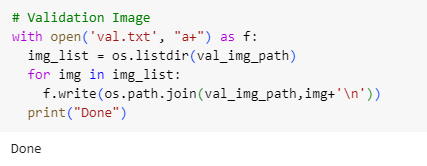 # Validation Image
with open('val.txt', "a+") as f:
  img_list = os.listdir(val_img_path)
  for img in img_list:
    f.write(os.path.join(val_img_path,img+'\n'))
  print("Done")
Done